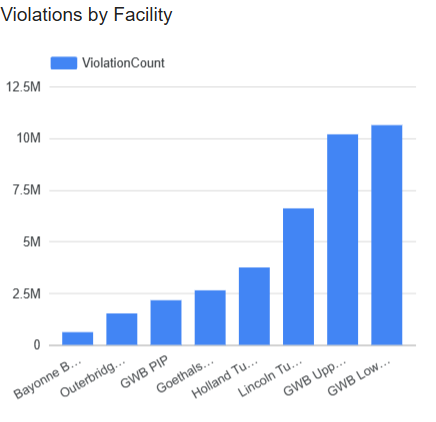 Violations by Facility
ViolationCount
12.5M
10M
7.5M
5M
2.5M
0
Bayonne B…
Outerbridg…
GWB PIP
Goethals…
Holland Tu…
Lincoln Tu…
GWB Upp…
GWB Low…